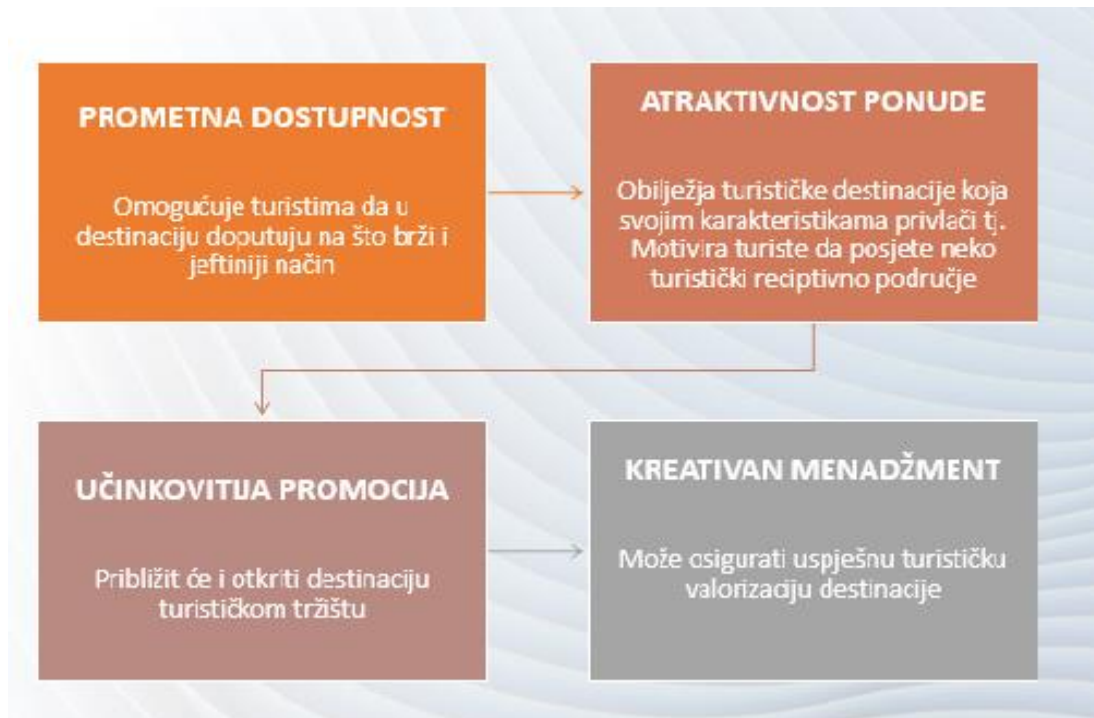 PROMETNA DOSTUPNOST
Omogućuje turistima da u
destinaciju doputuju na što brži i
jeftiniji način
ATRAKTIVNOST PONUDE
Obilježja turističke destinacije koja
svojim karakteristikama privlači tj.
Motivira turiste da posjete neko
turistički reciptivno područje
UČINKOVITIJA PROMOCIJA
Približit će i otkriti destinaciju
turističkom tržištu
KREATIVAN MENADŽMENT
Može osigurati uspješnu turističku
valorizaciju destinacije